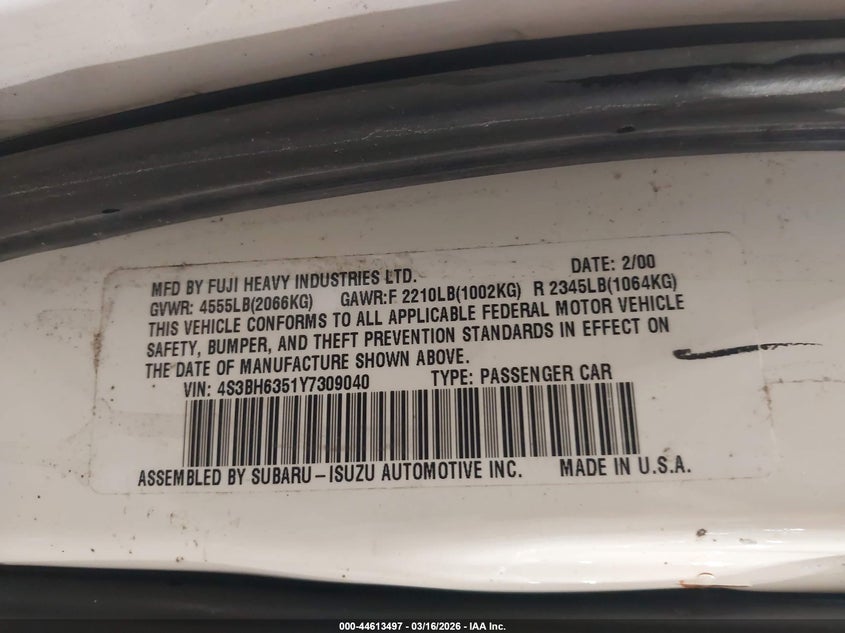 MFD BY FUJI HEAVY INDUSTRIES LTD. DATE: 2/00
GVWR: 4555LB(2066KG) GAWR:F 2210LB(1002KG) R 2345LB(1064KG)
THIS VEHICLE CONFORMS TO ALL APPLICABLE FEDERAL MOTOR VEHICLE
SAFETY, BUMPER, AND THEFT PREVENTION STANDARDS IN EFFECT ON
THE DATE OF MANUFACTURE SHOWN ABOVE.
VIN: 4S3BH6351Y7309040 TYPE: PASSENGER CAR
ASSEMBLED BY SUBARU-ISUZU AUTOMOTIVE INC. MADE IN U.S.A.
000-44613497 - 03/16/2026 - IAA Inc.